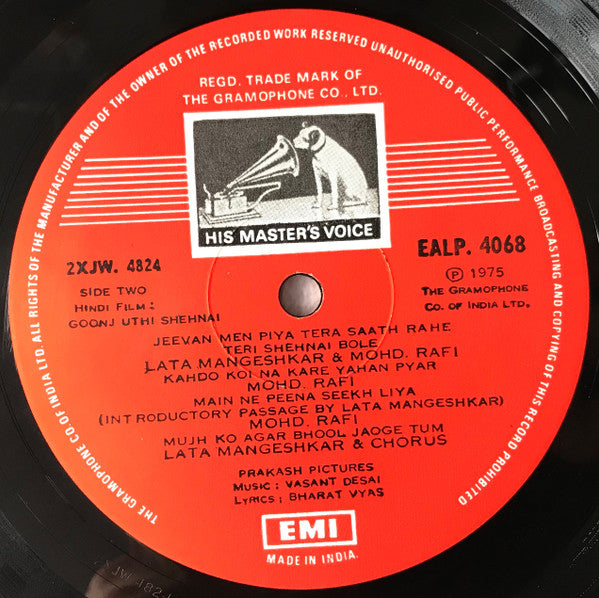 THE GRAMOPHONE CO. OF INDIA LTD. ALL RIGHTS OF THE MANUFACTURER AND OF THE OWNER OF THE RECORDED WORK RESERVED UNAUTHORISED PUBLIC PERFORMANCE BROADCASTING AND COPYING OF THIS RECORD PROHIBITED
REGD. TRADE MARK OF
THE GRAMOPHONE CO., LTD.
HIS MASTER'S VOICE
2XJW. 4824
SIDE TWO
HINDI FILM:
GOONJ UTHI SHEHNAI
EALP. 4068
Ⓟ 1975
THE GRAMOPHONE
CO. OF INDIA LTD.
JEEVAN MEN PIYA TERA SAATH RAHE
TERI SHEHNAI BOLE
LATA MANGESHKAR & MOHD. RAFI
KAHDO KOI NA KARE YAHAN PYAR
MOHD. RAFI
MAIN NE PEENA SEEKH LIYA
(INTRODUCTORY PASSAGE BY LATA MANGESHKAR)
MOHD. RAFI
MUJH KO AGAR BHOOL JAOGE TUM
LATA MANGESHKAR & CHORUS
PRAKASH PICTURES
MUSIC: VASANT DESAI
LYRICS: BHARAT VYAS
EMI
MADE IN INDIA.